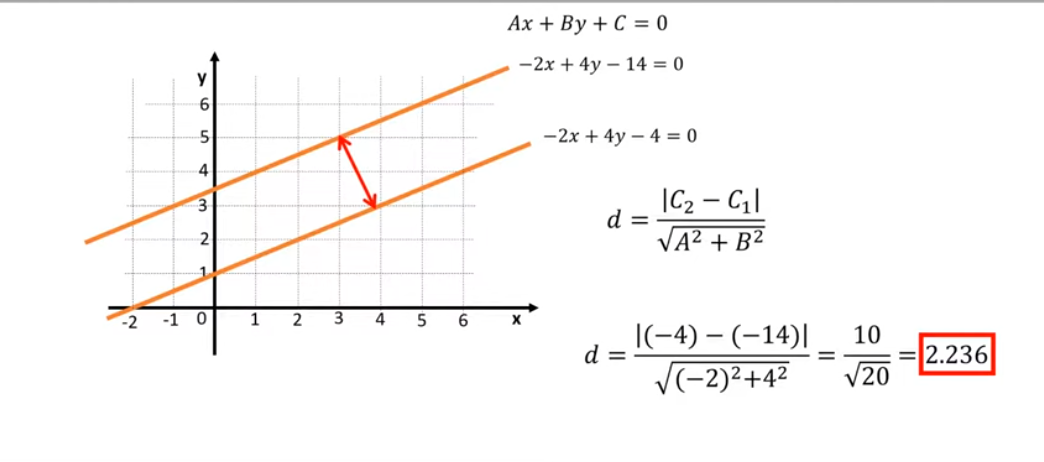 Ax + By + C = 0
−2x + 4y − 14 = 0
−2x + 4y − 4 = 0
y
6
5
4
3
2
1
-2 -1 0 1 2 3 4 5 6 x
d = |C₂ − C₁| / √(A² + B²)
d = |(−4) − (−14)| / √((−2)²+4²) = 10 / √20 = 2.236